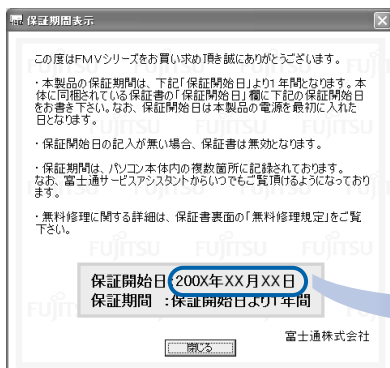 保証期間表示
この度はFMVシリーズをお買い求め頂き誠にありがとうございます。
・本製品の保証期間は、下記「保証開始日」より1年間となります。本
体に同梱されている保証書の「保証開始日」欄に下記の保証開始日
をお書き下さい。なお、保証開始日は本製品の電源を最初に入れた
日となります。
・保証開始日の記入が無い場合、保証書は無効となります。
・保証期間は、パソコン本体内の複数箇所に記録されております。
なお、富士通サービスアシスタントからいつでもご覧頂けるようになっており
ます。
・無料修理に関する詳細は、保証書裏面の「無料修理規定」をご覧
下さい。
保証開始日:200X年XX月XX日
保証期間 :保証開始日より1年間
富士通株式会社
閉じる